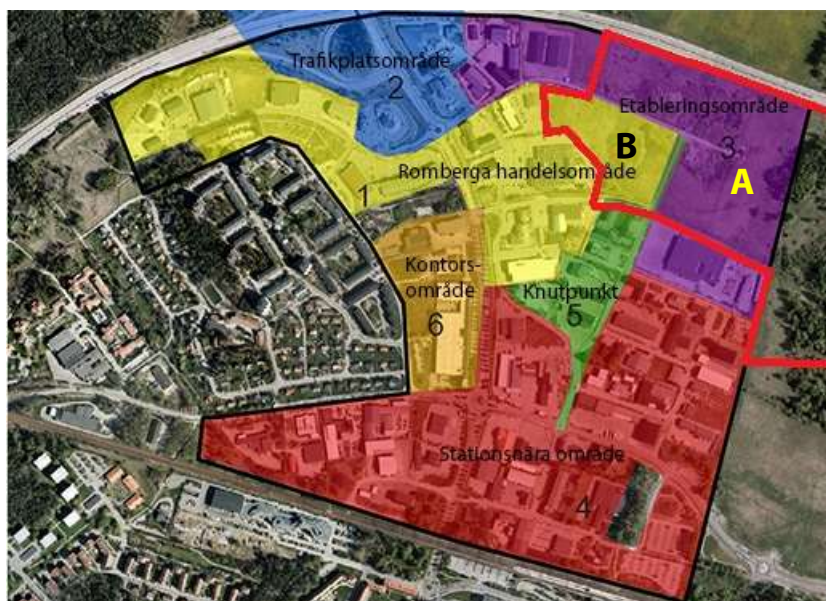 Trafikplatsområde
2
Etableringsområde
3
B
A
Romberga handelsområde
1
Kontors-
område
6
Knutpunkt
5
Stationsnära område
4